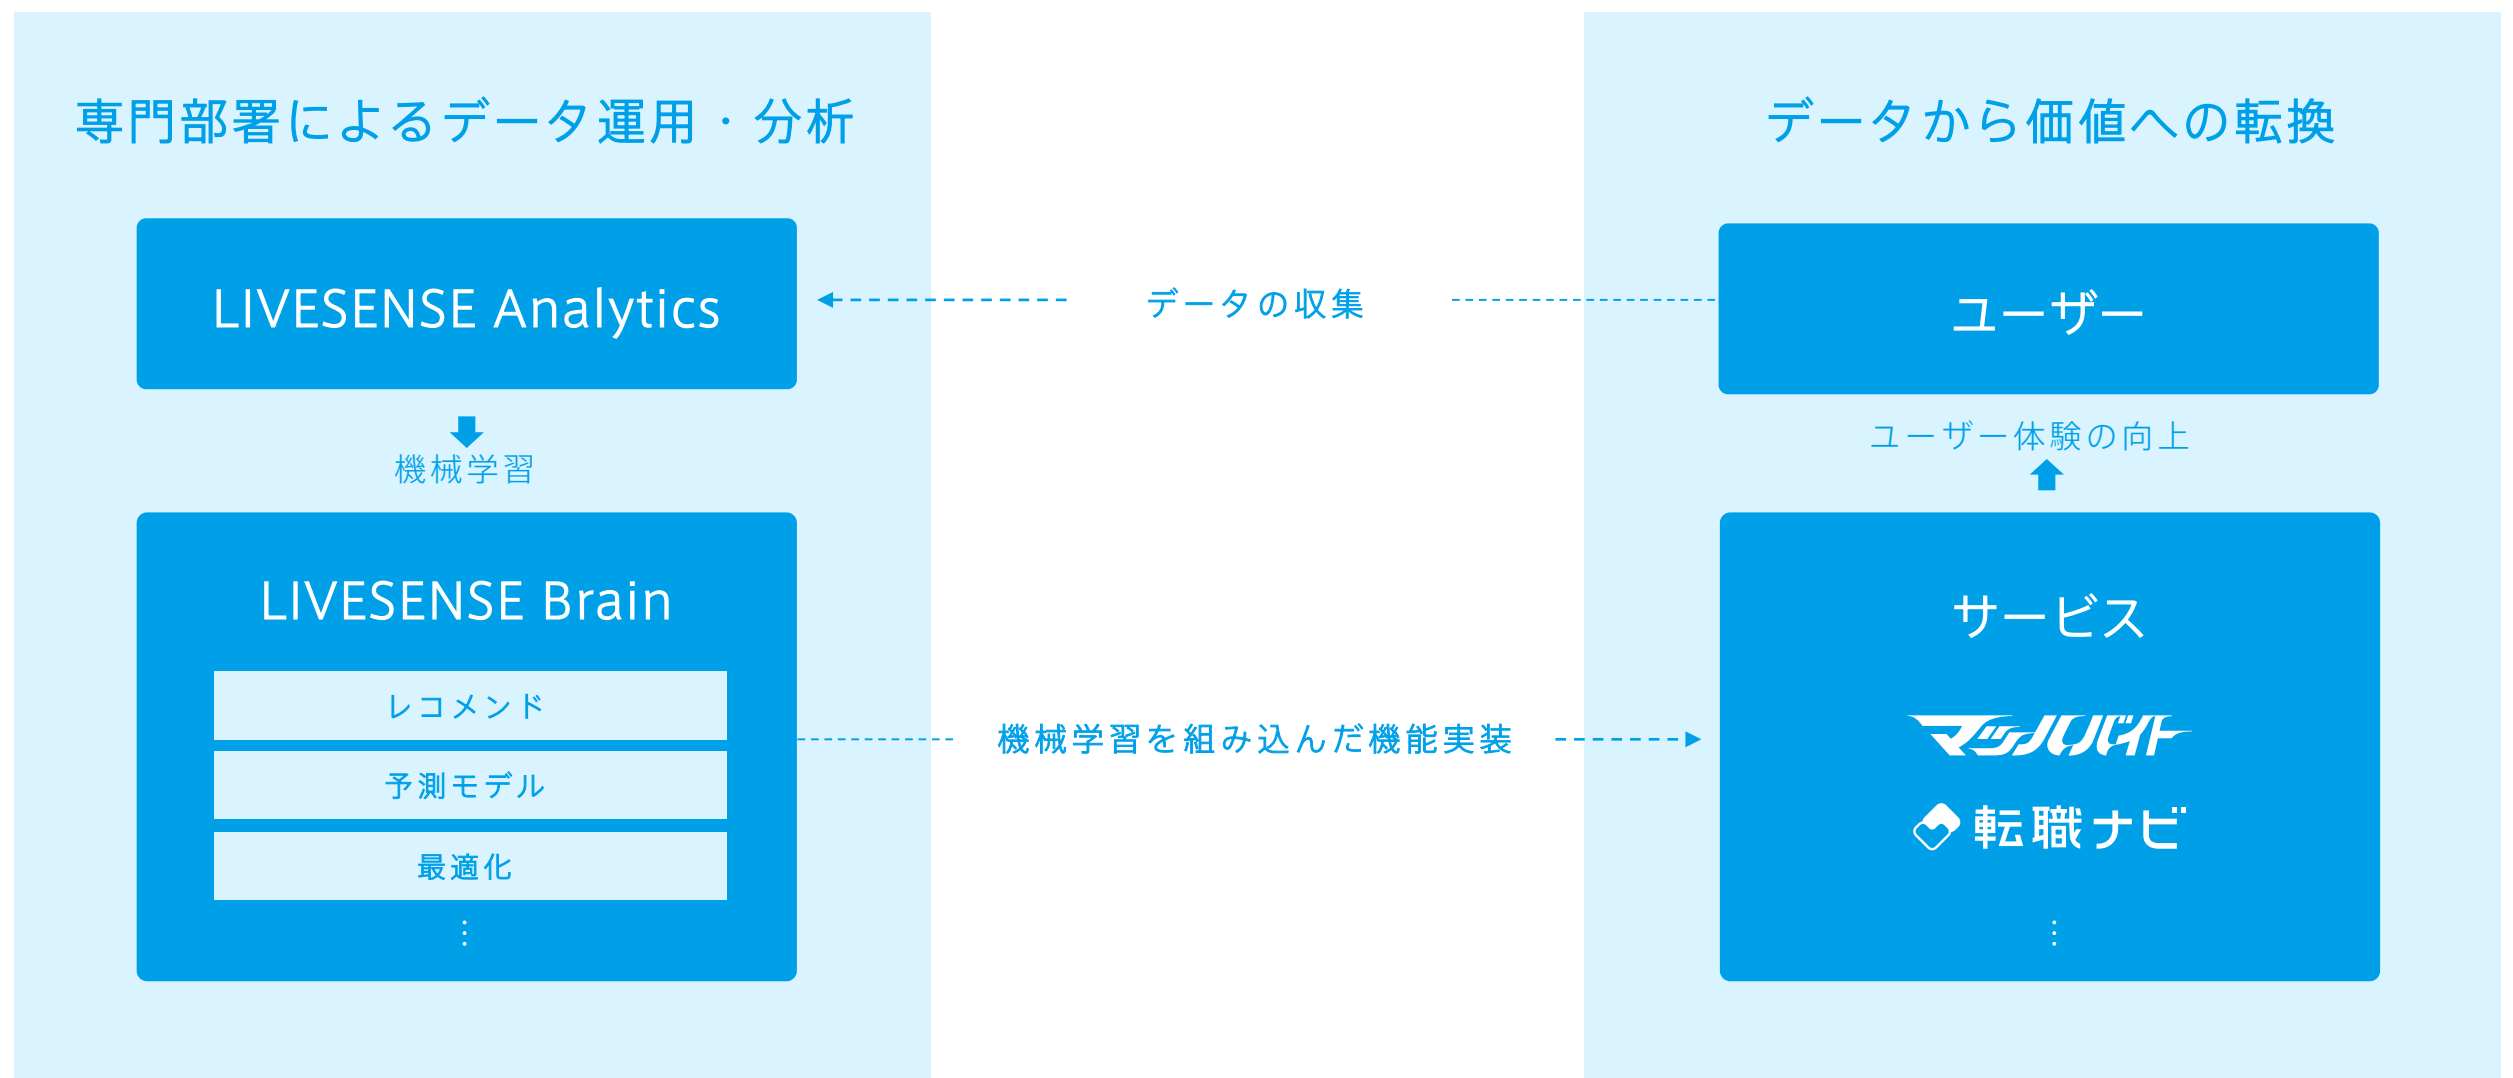 専門部署によるデータ運用・分析
LIVESENSE Analytics
機械学習
LIVESENSE Brain
レコメンド
予測モデル
最適化
データの収集
機械学習を組み込んだ機能実装
データから価値への転換
ユーザー
ユーザー体験の向上
サービス
マッハバイト
転職ナビ